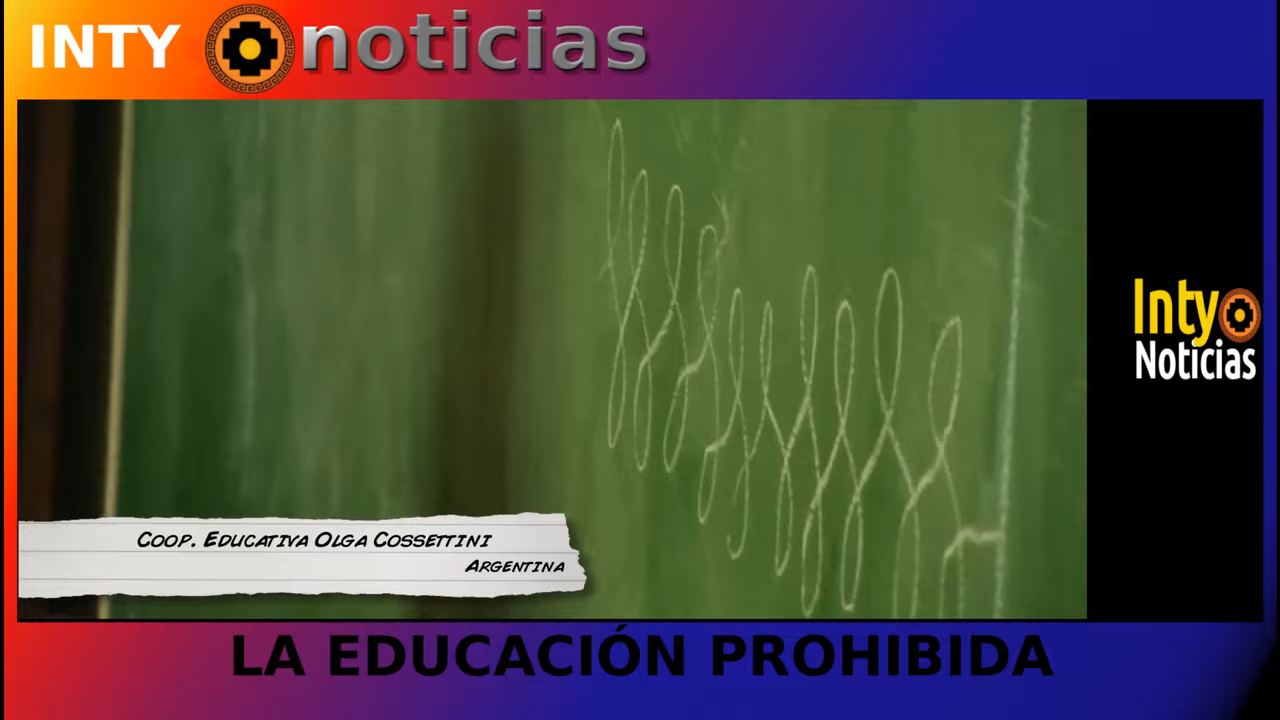 INTY noticias
Inty
Noticias
COOP. EDUCATIVA OLGA COSSETTINI
ARGENTINA
LA EDUCACIÓN PROHIBIDA